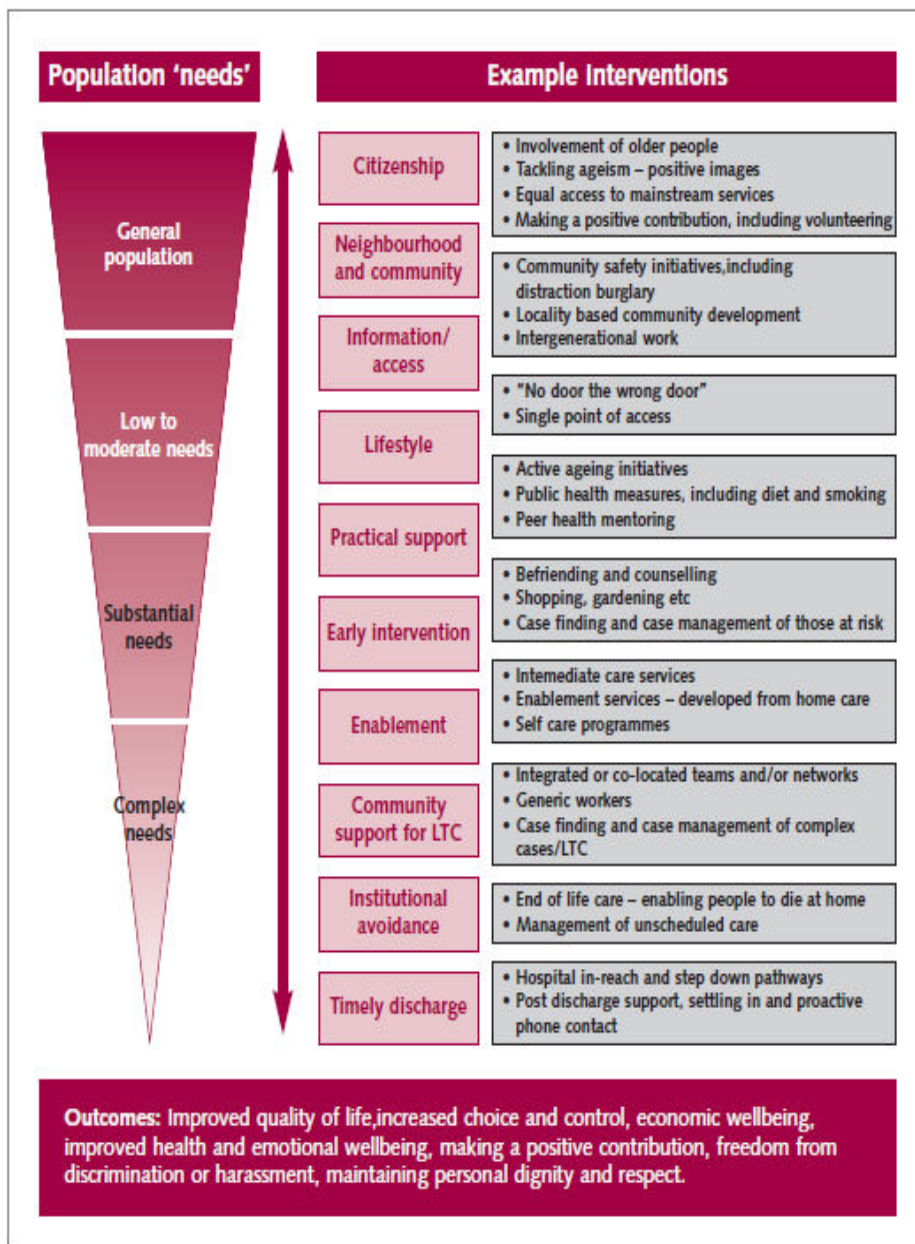 Population ‘needs’
Example interventions
General
population
Low to
moderate needs
Substantial
needs
Complex
needs
Citizenship
• Involvement of older people
• Tackling ageism – positive images
• Equal access to mainstream services
• Making a positive contribution, including volunteering
Neighbourhood
and community
• Community safety initiatives,including
distraction burglary
• Locality based community development
• Intergenerational work
Information/
access
• “No door the wrong door”
• Single point of access
Lifestyle
• Active ageing initiatives
• Public health measures, including diet and smoking
• Peer health mentoring
Practical support
• Befriending and counselling
• Shopping, gardening etc
• Case finding and case management of those at risk
Early intervention
• Intemediate care services
• Enablement services – developed from home care
• Self care programmes
Enablement
• Integrated or co-located teams and/or networks
• Generic workers
• Case finding and case management of complex
cases/LTC
Community
support for LTC
• End of life care – enabling people to die at home
• Management of unscheduled care
Institutional
avoidance
• Hospital in-reach and step down pathways
• Post discharge support, settling in and proactive
phone contact
Timely discharge
Outcomes: Improved quality of life,increased choice and control, economic wellbeing,
improved health and emotional wellbeing, making a positive contribution, freedom from
discrimination or harassment, maintaining personal dignity and respect.